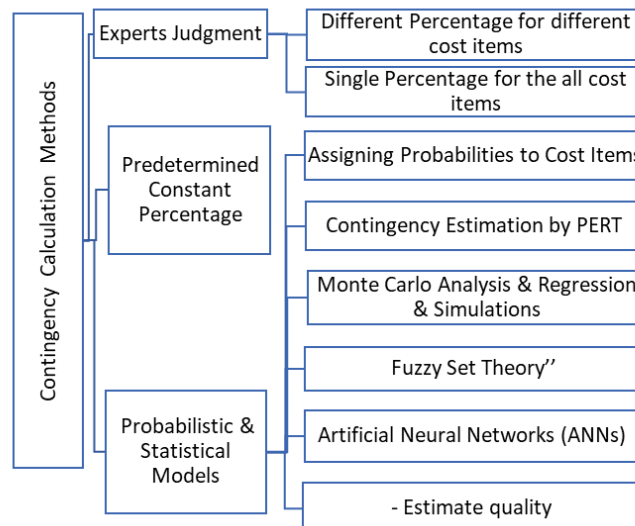 Contingency Calculation Methods
Experts Judgment
Different Percentage for different
cost items
Single Percentage for the all cost
items
Predetermined
Constant
Percentage
Probabilistic &
Statistical
Models
Assigning Probabilities to Cost Items
Contingency Estimation by PERT
Monte Carlo Analysis & Regression
& Simulations
Fuzzy Set Theory’’
Artificial Neural Networks (ANNs)
- Estimate quality